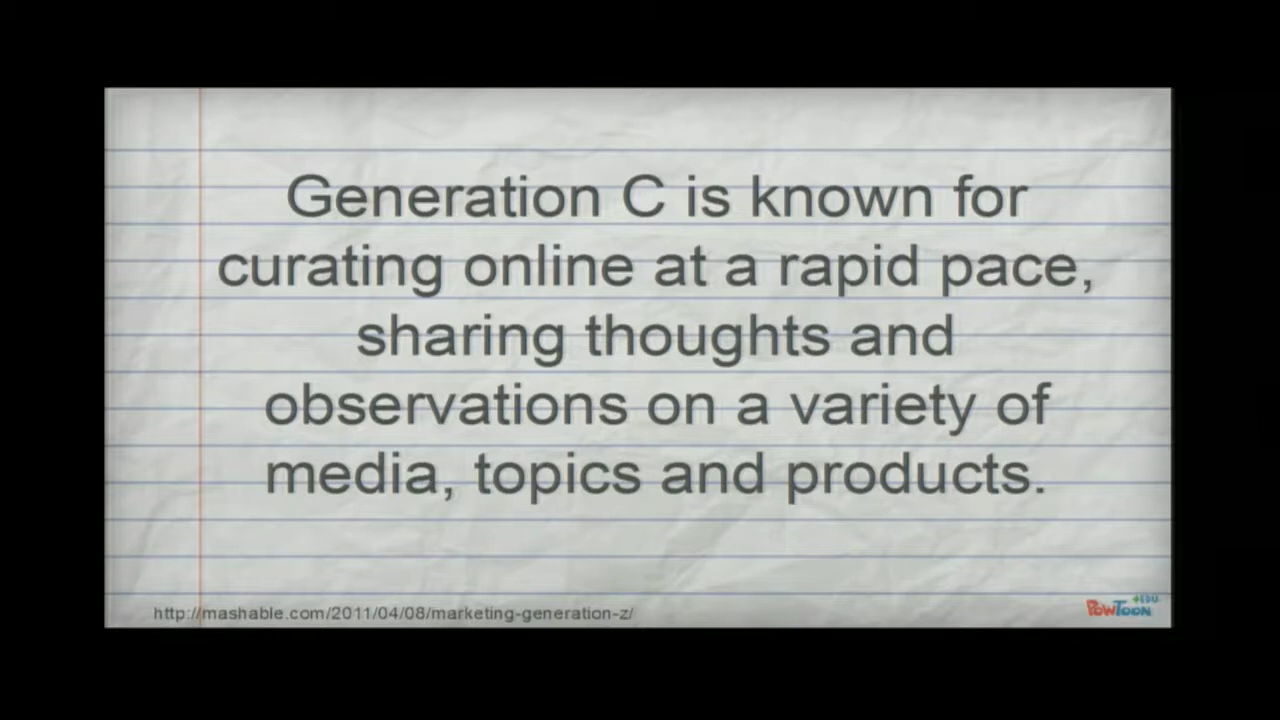 Generation C is known for
curating online at a rapid pace,
sharing thoughts and
observations on a variety of
media, topics and products.
http://mashable.com/2011/04/08/marketing-generation-z/
+EDU
POWTOON